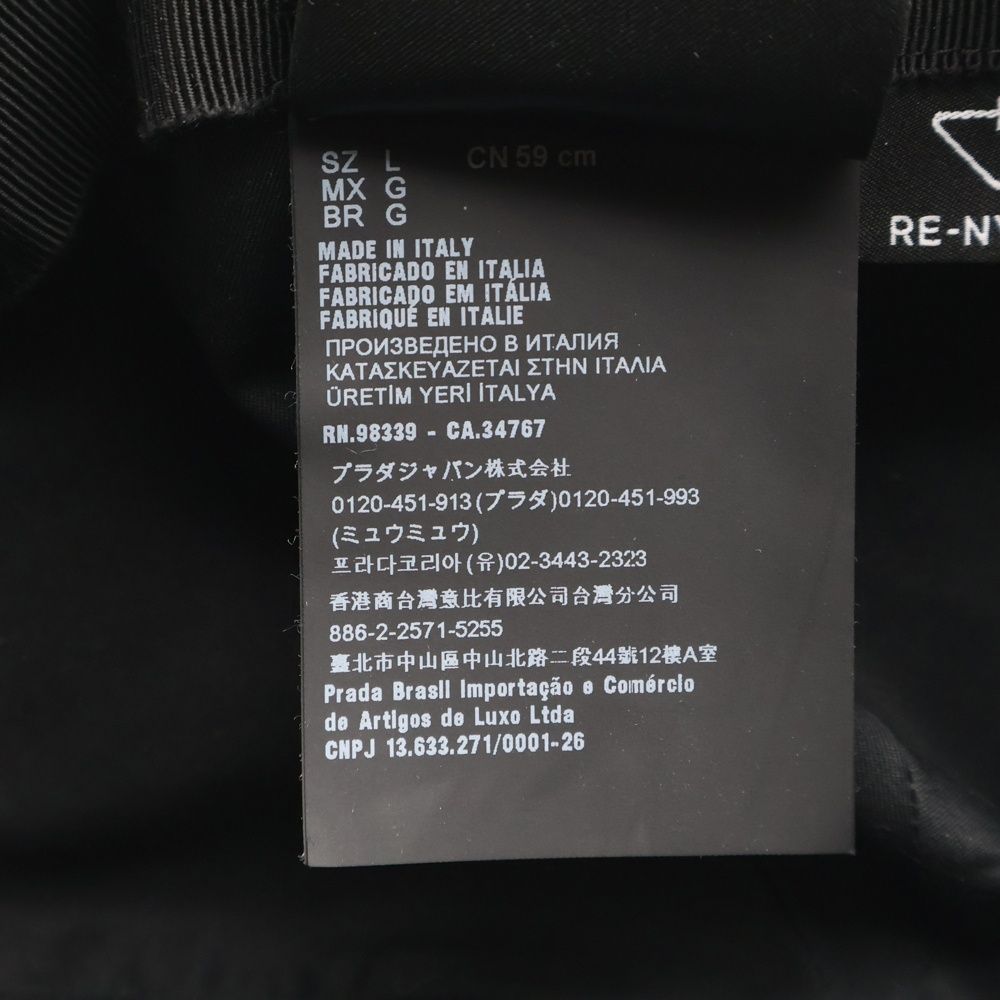 SZ L CN 59 cm
MX G
BR G
MADE IN ITALY
FABRICADO EN ITALIA
FABRICADO EM ITÁLIA
FABRIQUÉ EN ITALIE
ПРОИЗВЕДЕНО В ИТАЛИЯ
ΚΑΤΑΣΚΕΥΑΖΕΤΑΙ ΣΤΗΝ ΙΤΑΛΙΑ
ÜRETİM YERİ İTALYA
RN.98339 - CA.34767
プラダジャパン株式会社
0120-451-913(プラダ)0120-451-993
(ミュウミュウ)
프라다코리아(유)02-3443-2323
香港商台灣意比有限公司台灣分公司
886-2-2571-5255
臺北市中山區中山北路二段44號12樓A室
Prada Brasil Importação e Comércio
de Artigos de Luxo Ltda
CNPJ 13.633.271/0001-26
RE-NY